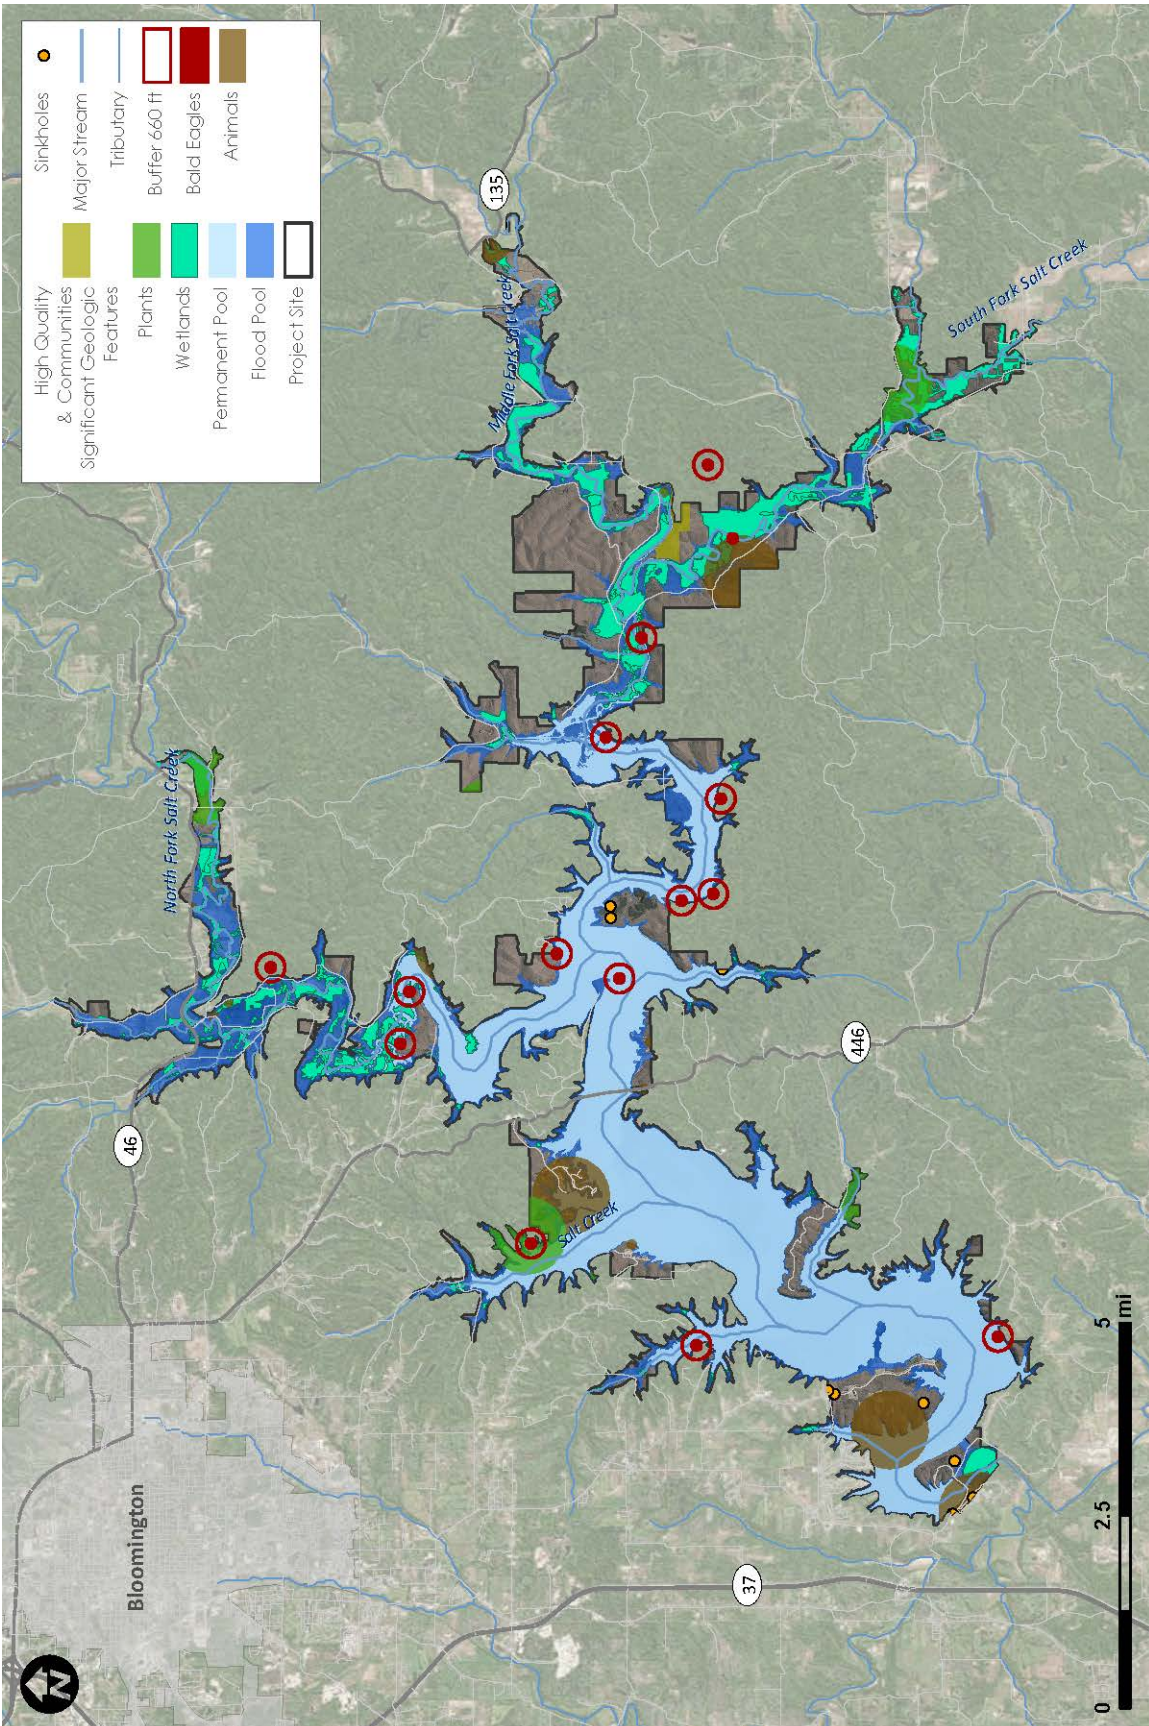 High Quality
& Communities
Significant Geologic
Features
Plants
Wetlands
Permanent Pool
Flood Pool
Project Site
Sinkholes
Major Stream
Tributary
Buffer 660 ft
Bald Eagles
Animals
135
Middle Fork Salt Creek
South Fork Salt Creek
North Fork Salt Creek
46
446
Salt Creek
Bloomington
37
N
0
2.5
5
mi